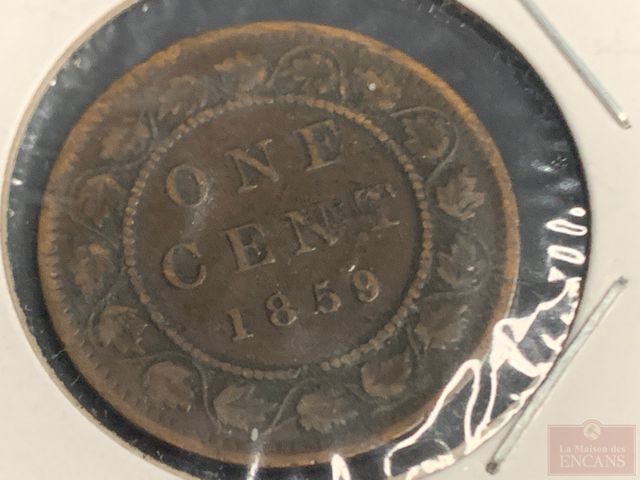 ONE
CENT
1859
La Maison des
ENCANS